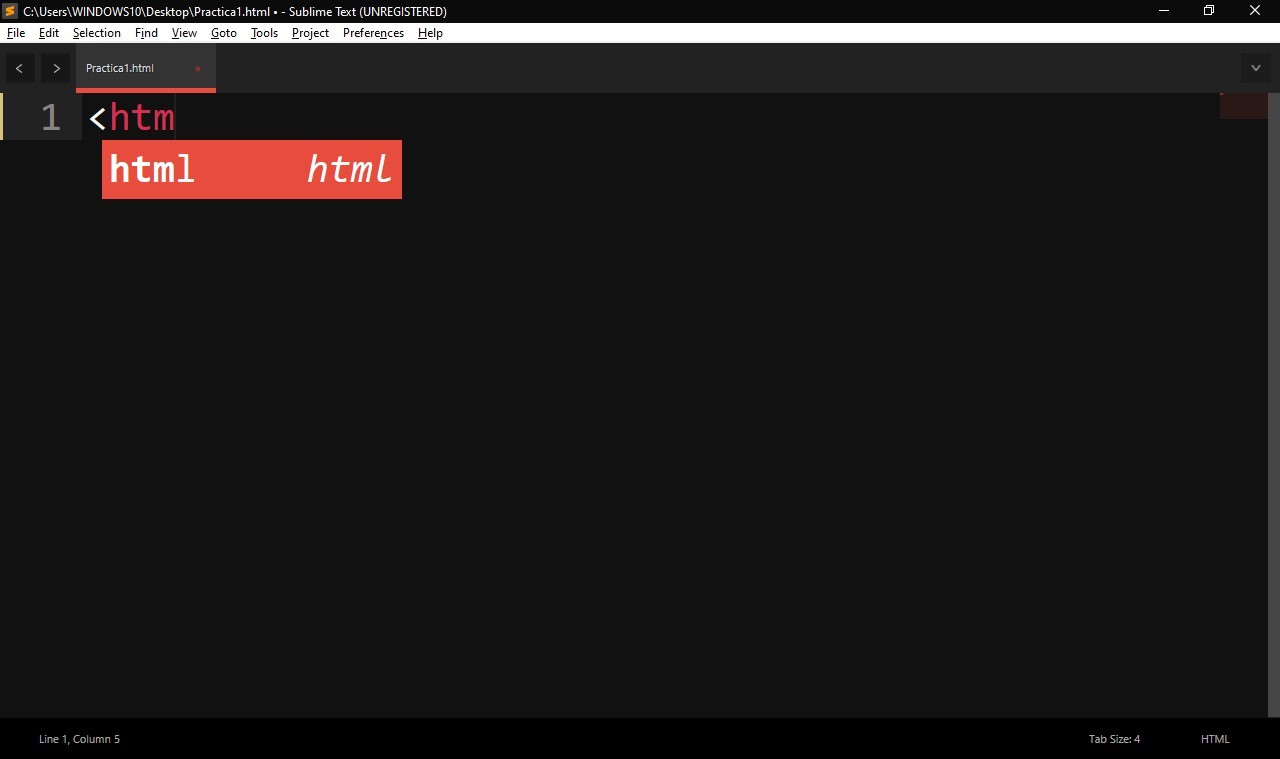 C:\Users\WINDOWS10\Desktop\Practica1.html • - Sublime Text (UNREGISTERED)
File Edit Selection Find View Goto Tools Project Preferences Help
Practica1.html
1 <htm
html html
Line 1, Column 5 Tab Size: 4 HTML